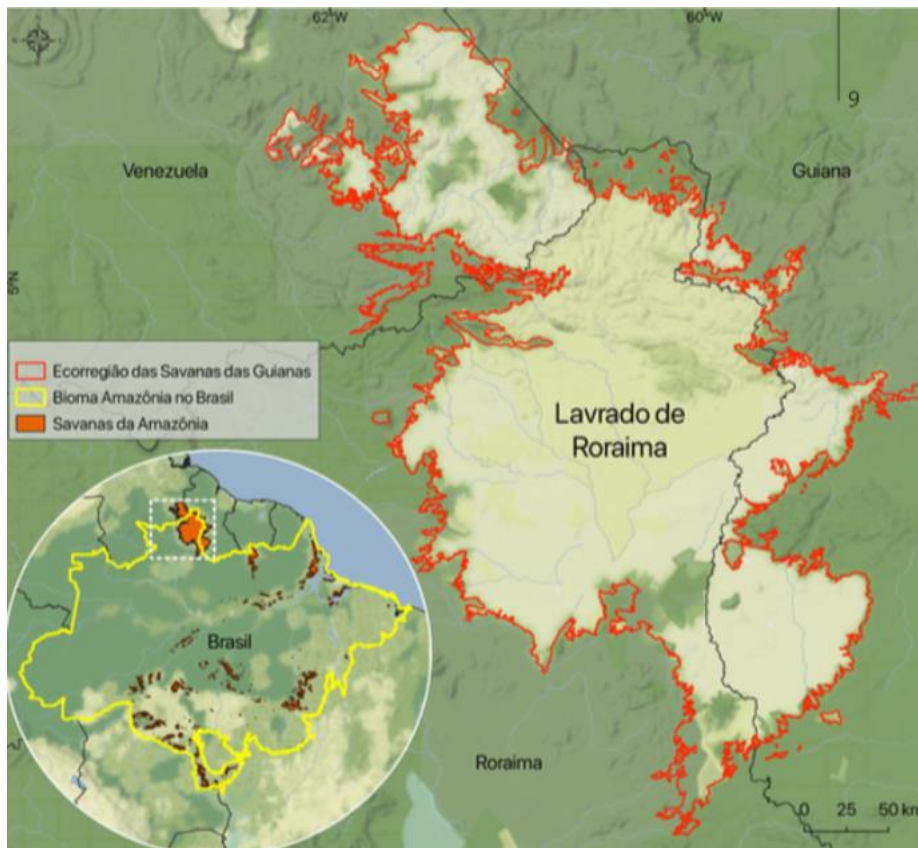 62°W
60°W
9
Venezuela
Guiana
5°N
Ecorregião das Savanas das Guianas
Bioma Amazônia no Brasil
Savanas da Amazônia
Lavrado de
Roraima
Brasil
Roraima
0 25 50 km